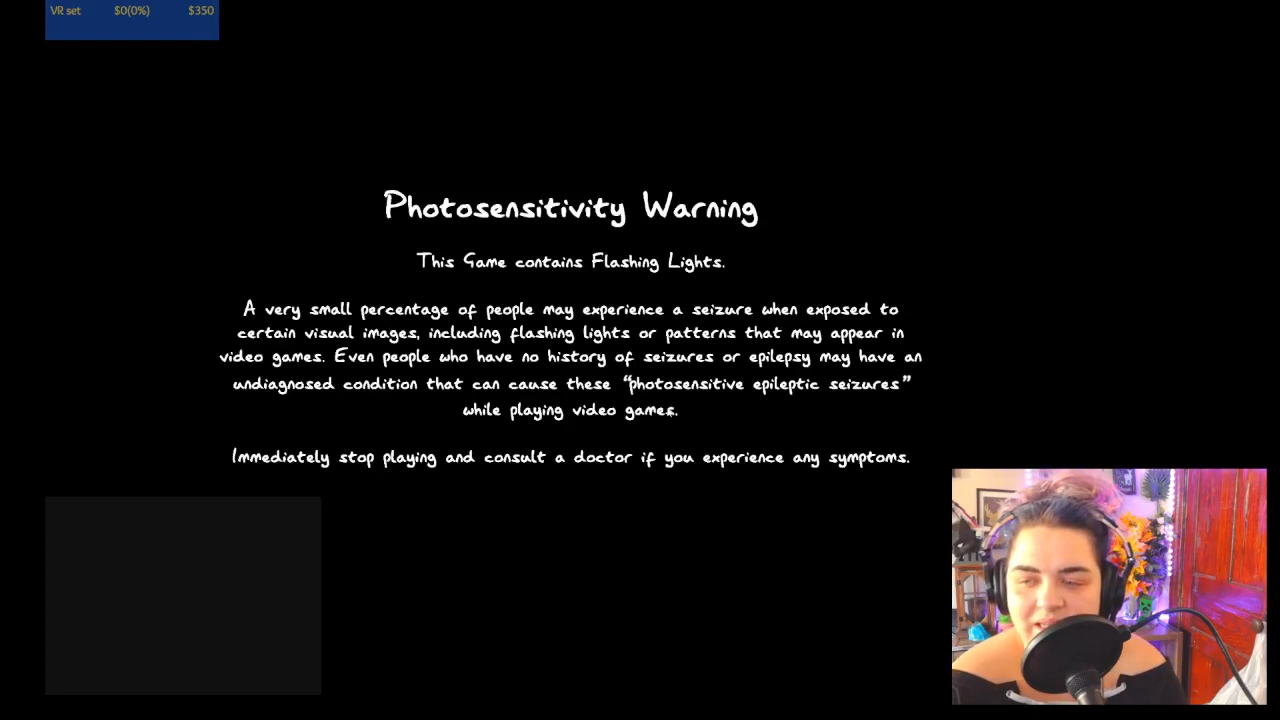 VR set $0(0%) $350
Photosensitivity Warning
This Game contains Flashing Lights.
A very small percentage of people may experience a seizure when exposed to
certain visual images, including flashing lights or patterns that may appear in
video games. Even people who have no history of seizures or epilepsy may have an
undiagnosed condition that can cause these “photosensitive epileptic seizures”
while playing video games.
Immediately stop playing and consult a doctor if you experience any symptoms.